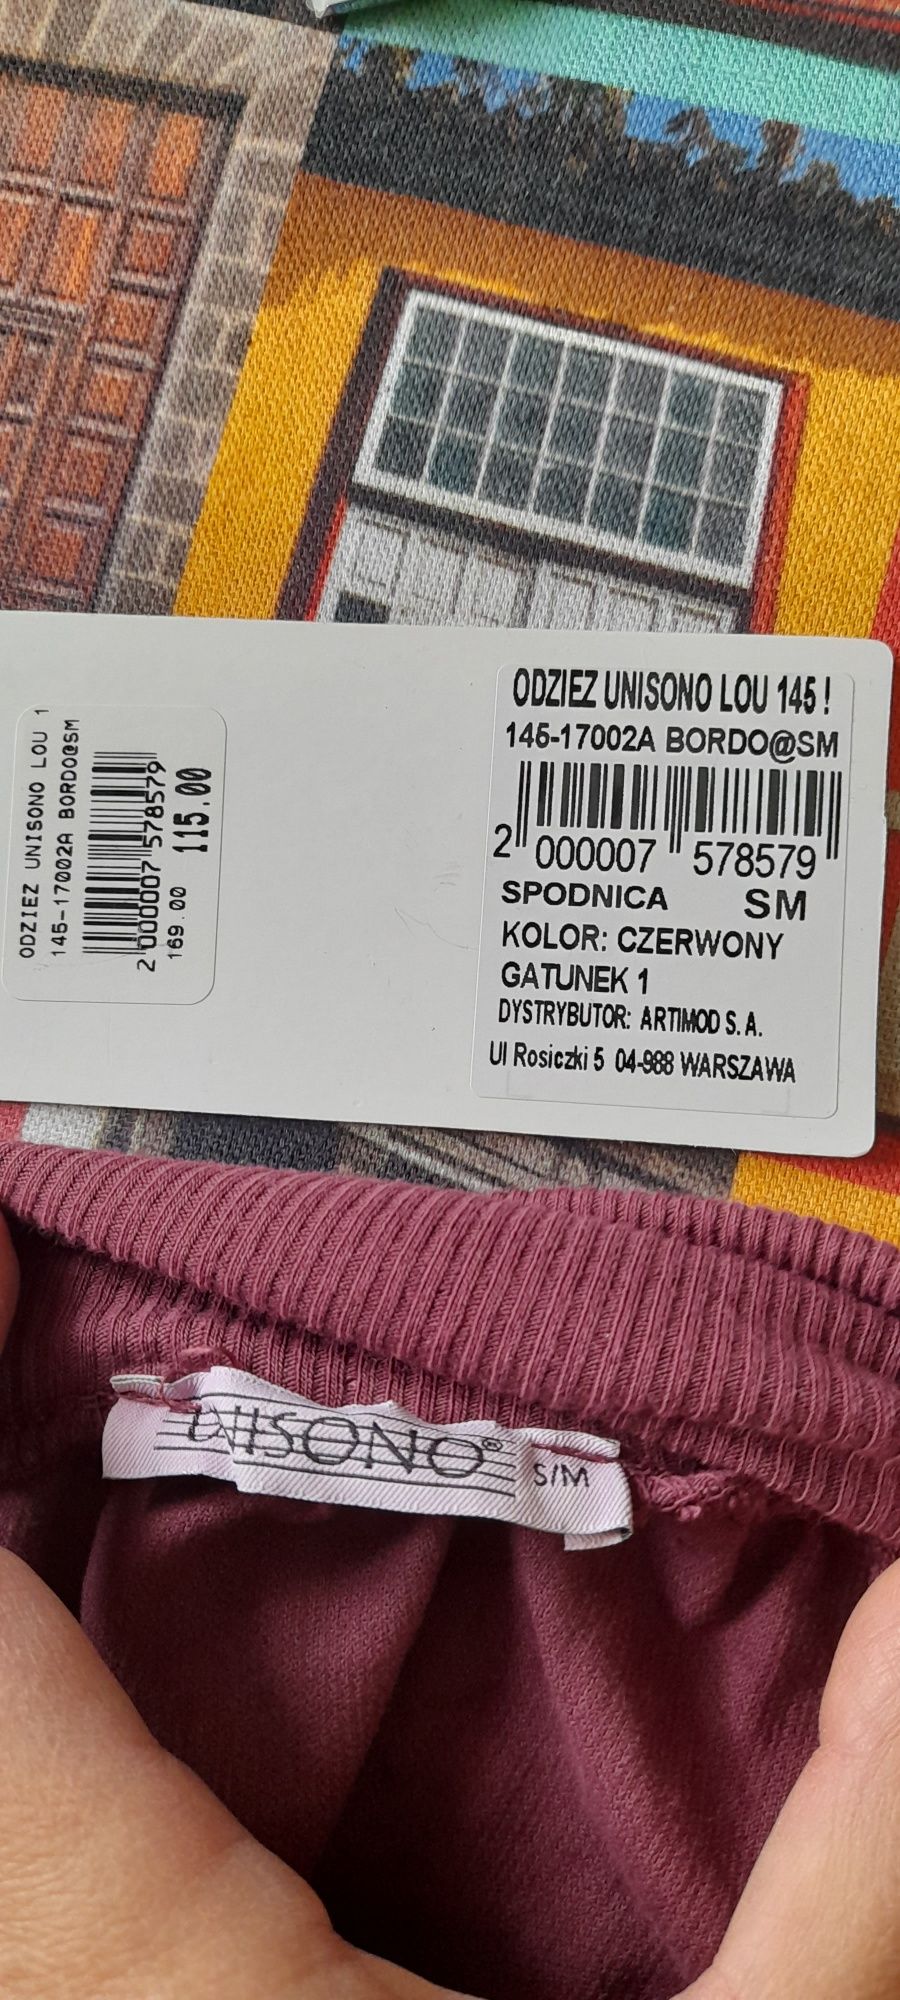 ODZIEZ UNISONO LOU 1
145-17002A BORDO@SM
2 000007 578579
169.00 115.00
ODZIEZ UNISONO LOU 145 !
145-17002A BORDO@SM
2 000007 578579
SPODNICA SM
KOLOR: CZERWONY
GATUNEK 1
DYSTRYBUTOR: ARTIMOD S.A.
Ul Rosiczki 5 04-988 WARSZAWA
UNISONO® S/M